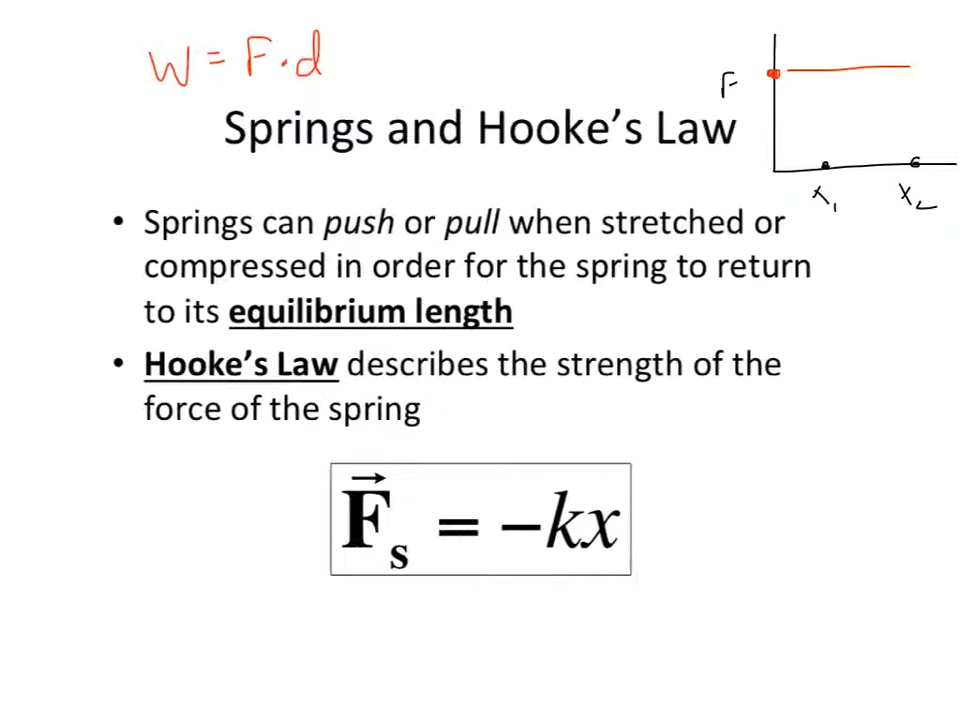 W = F·d
F
x₁ x₂
Springs and Hooke's Law
• Springs can push or pull when stretched or
compressed in order for the spring to return
to its equilibrium length
• Hooke's Law describes the strength of the
force of the spring
F⃗s = −kx